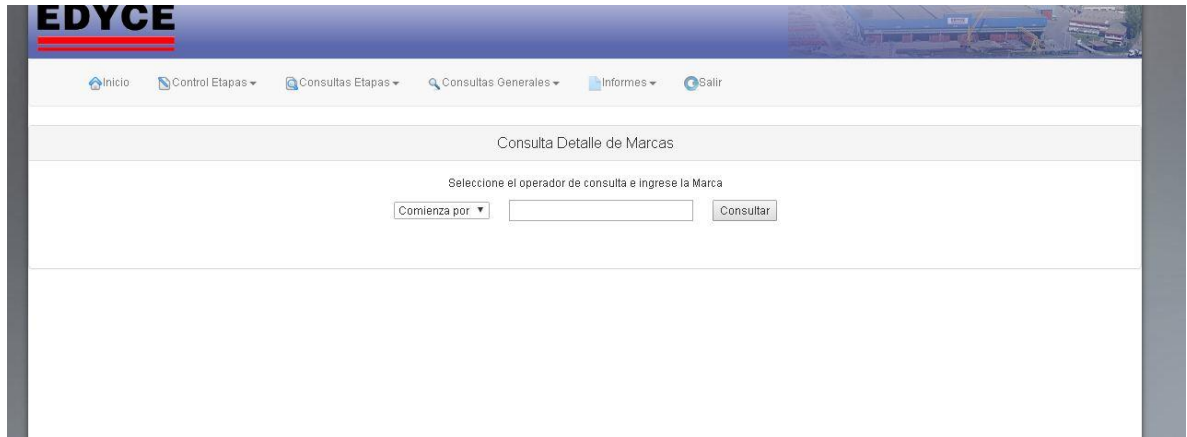 EDYCE
Inicio Control Etapas Consultas Etapas Consultas Generales Informes Salir
Consulta Detalle de Marcas
Seleccione el operador de consulta e ingrese la Marca
Comienza por Consultar